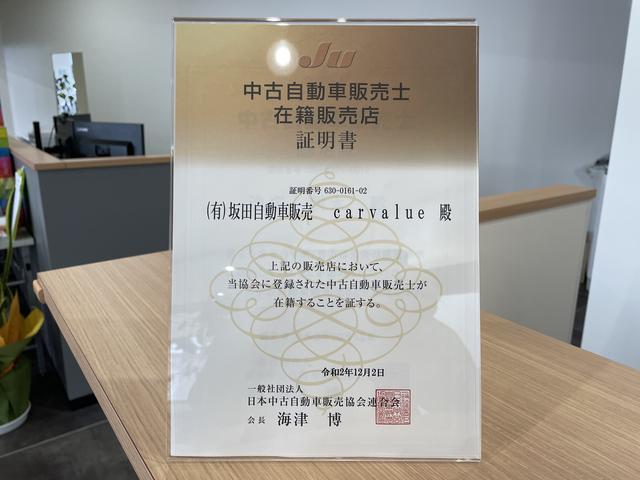 Ju
中古自動車販売士
在籍販売店
証明書
証明番号 630-0161-02
(有)坂田自動車販売 carvalue 殿
上記の販売店において、
当協会に登録された中古自動車販売士が
在籍することを証する。
令和2年12月2日
一般社団法人
日本中古自動車販売協会連合会
会長 海津 博